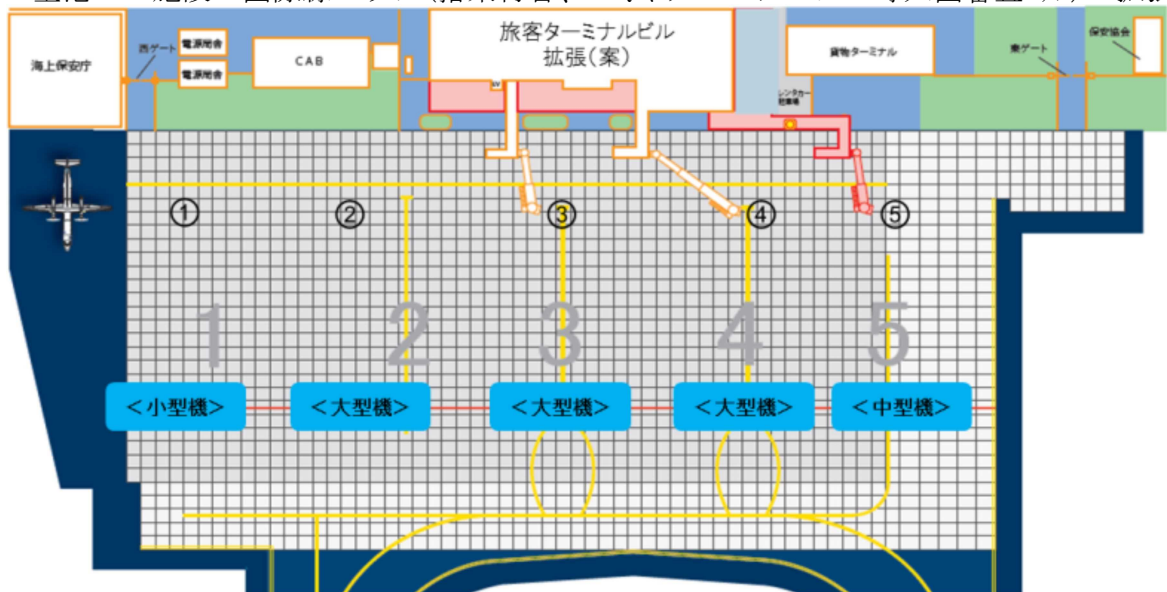 旅客ターミナルビル
拡張(案)
海上保安庁
西ゲート
電源局舎
電源局舎
CAB
貨物ターミナル
レンタカー
駐車場
東ゲート
保安協会
①
②
③
④
⑤
1
2
3
4
5
<小型機>
<大型機>
<大型機>
<大型機>
<中型機>